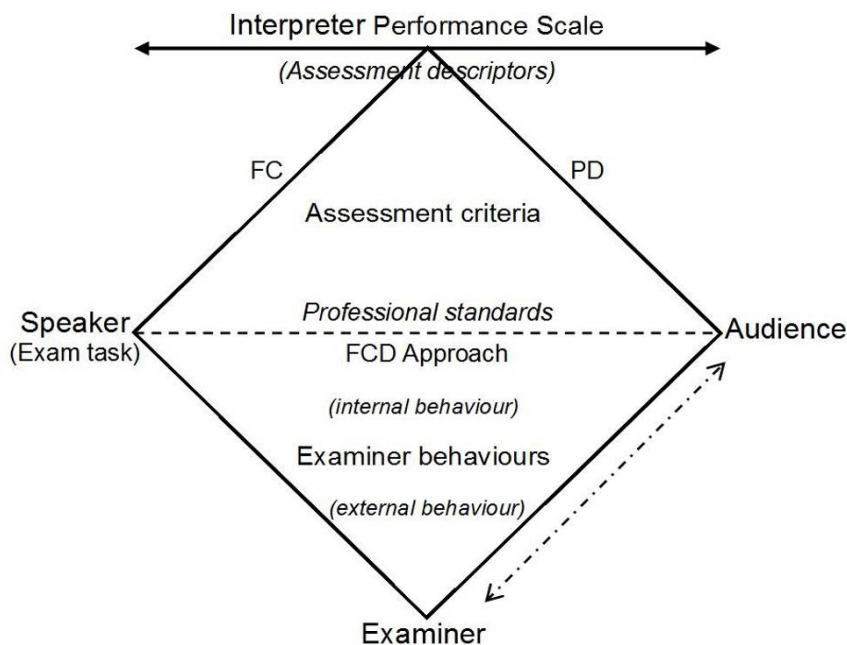 Interpreter Performance Scale
(Assessment descriptors)
FC
PD
Assessment criteria
Professional standards
Speaker
(Exam task)
Audience
FCD Approach
(internal behaviour)
Examiner behaviours
(external behaviour)
Examiner